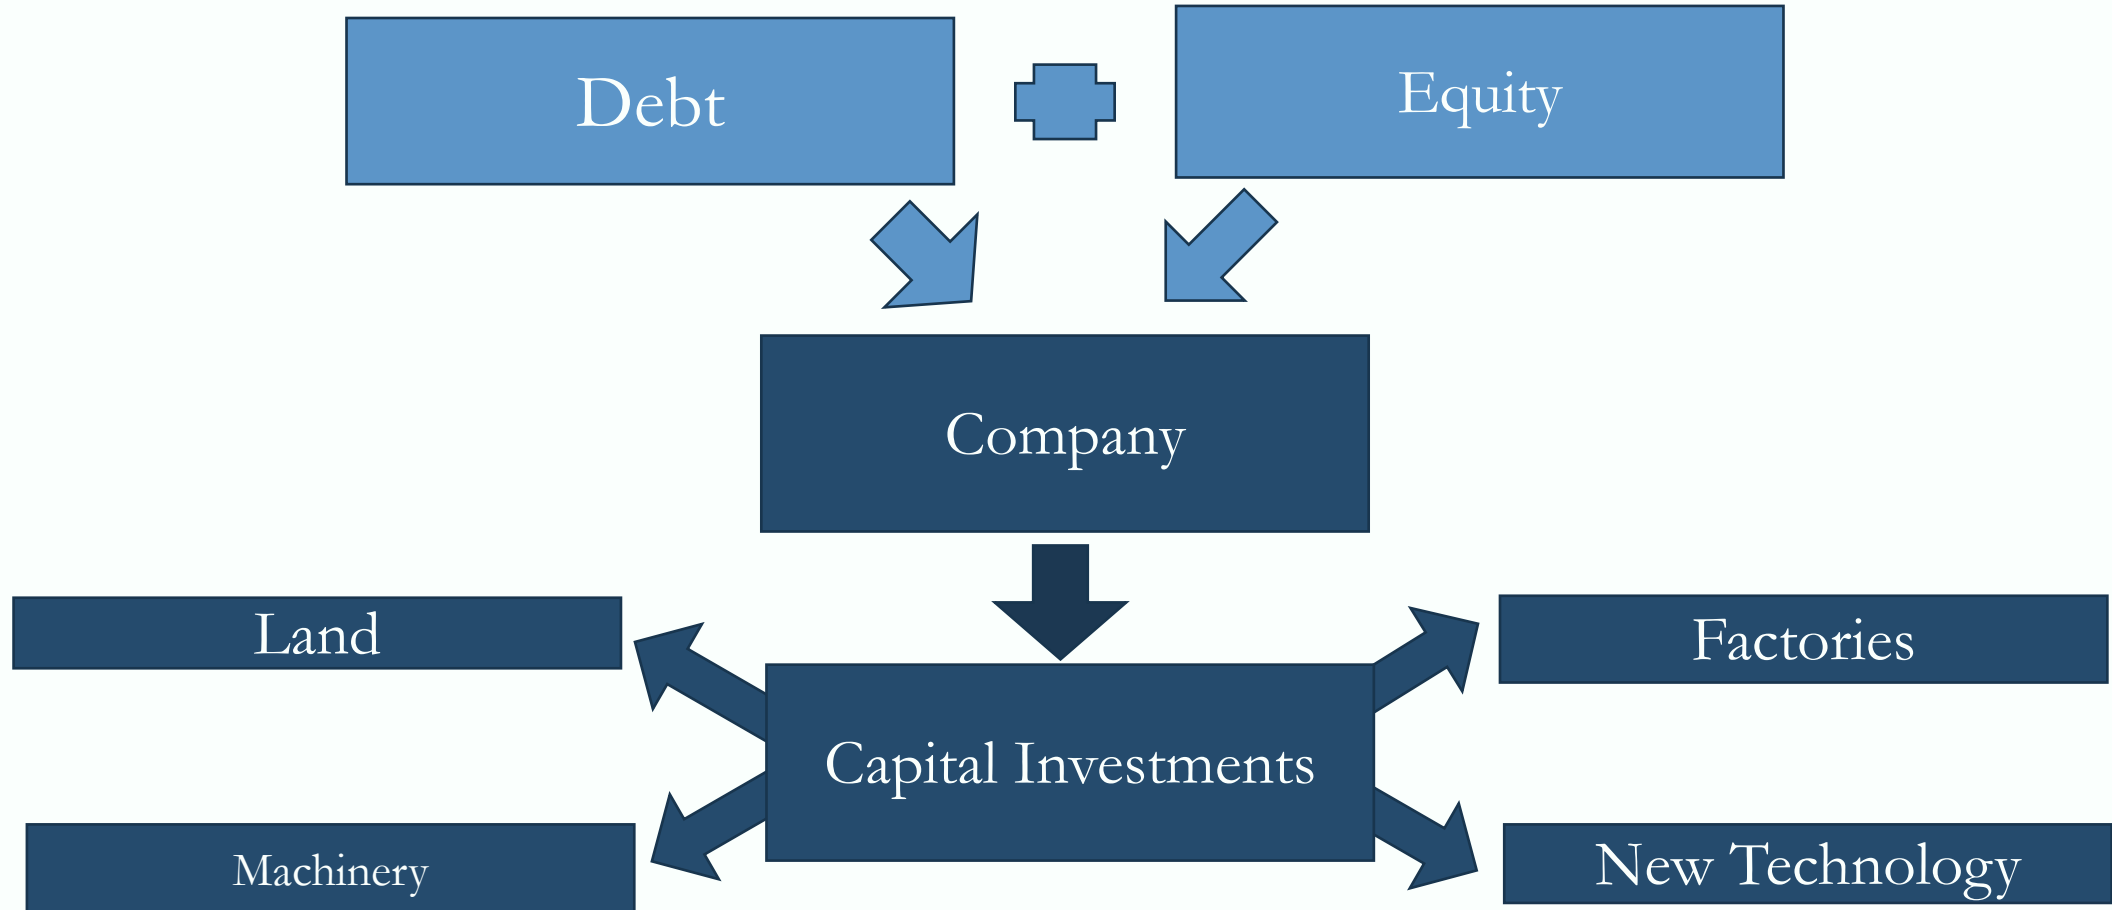 Debt
Equity
Company
Land
Factories
Capital Investments
Machinery
New Technology